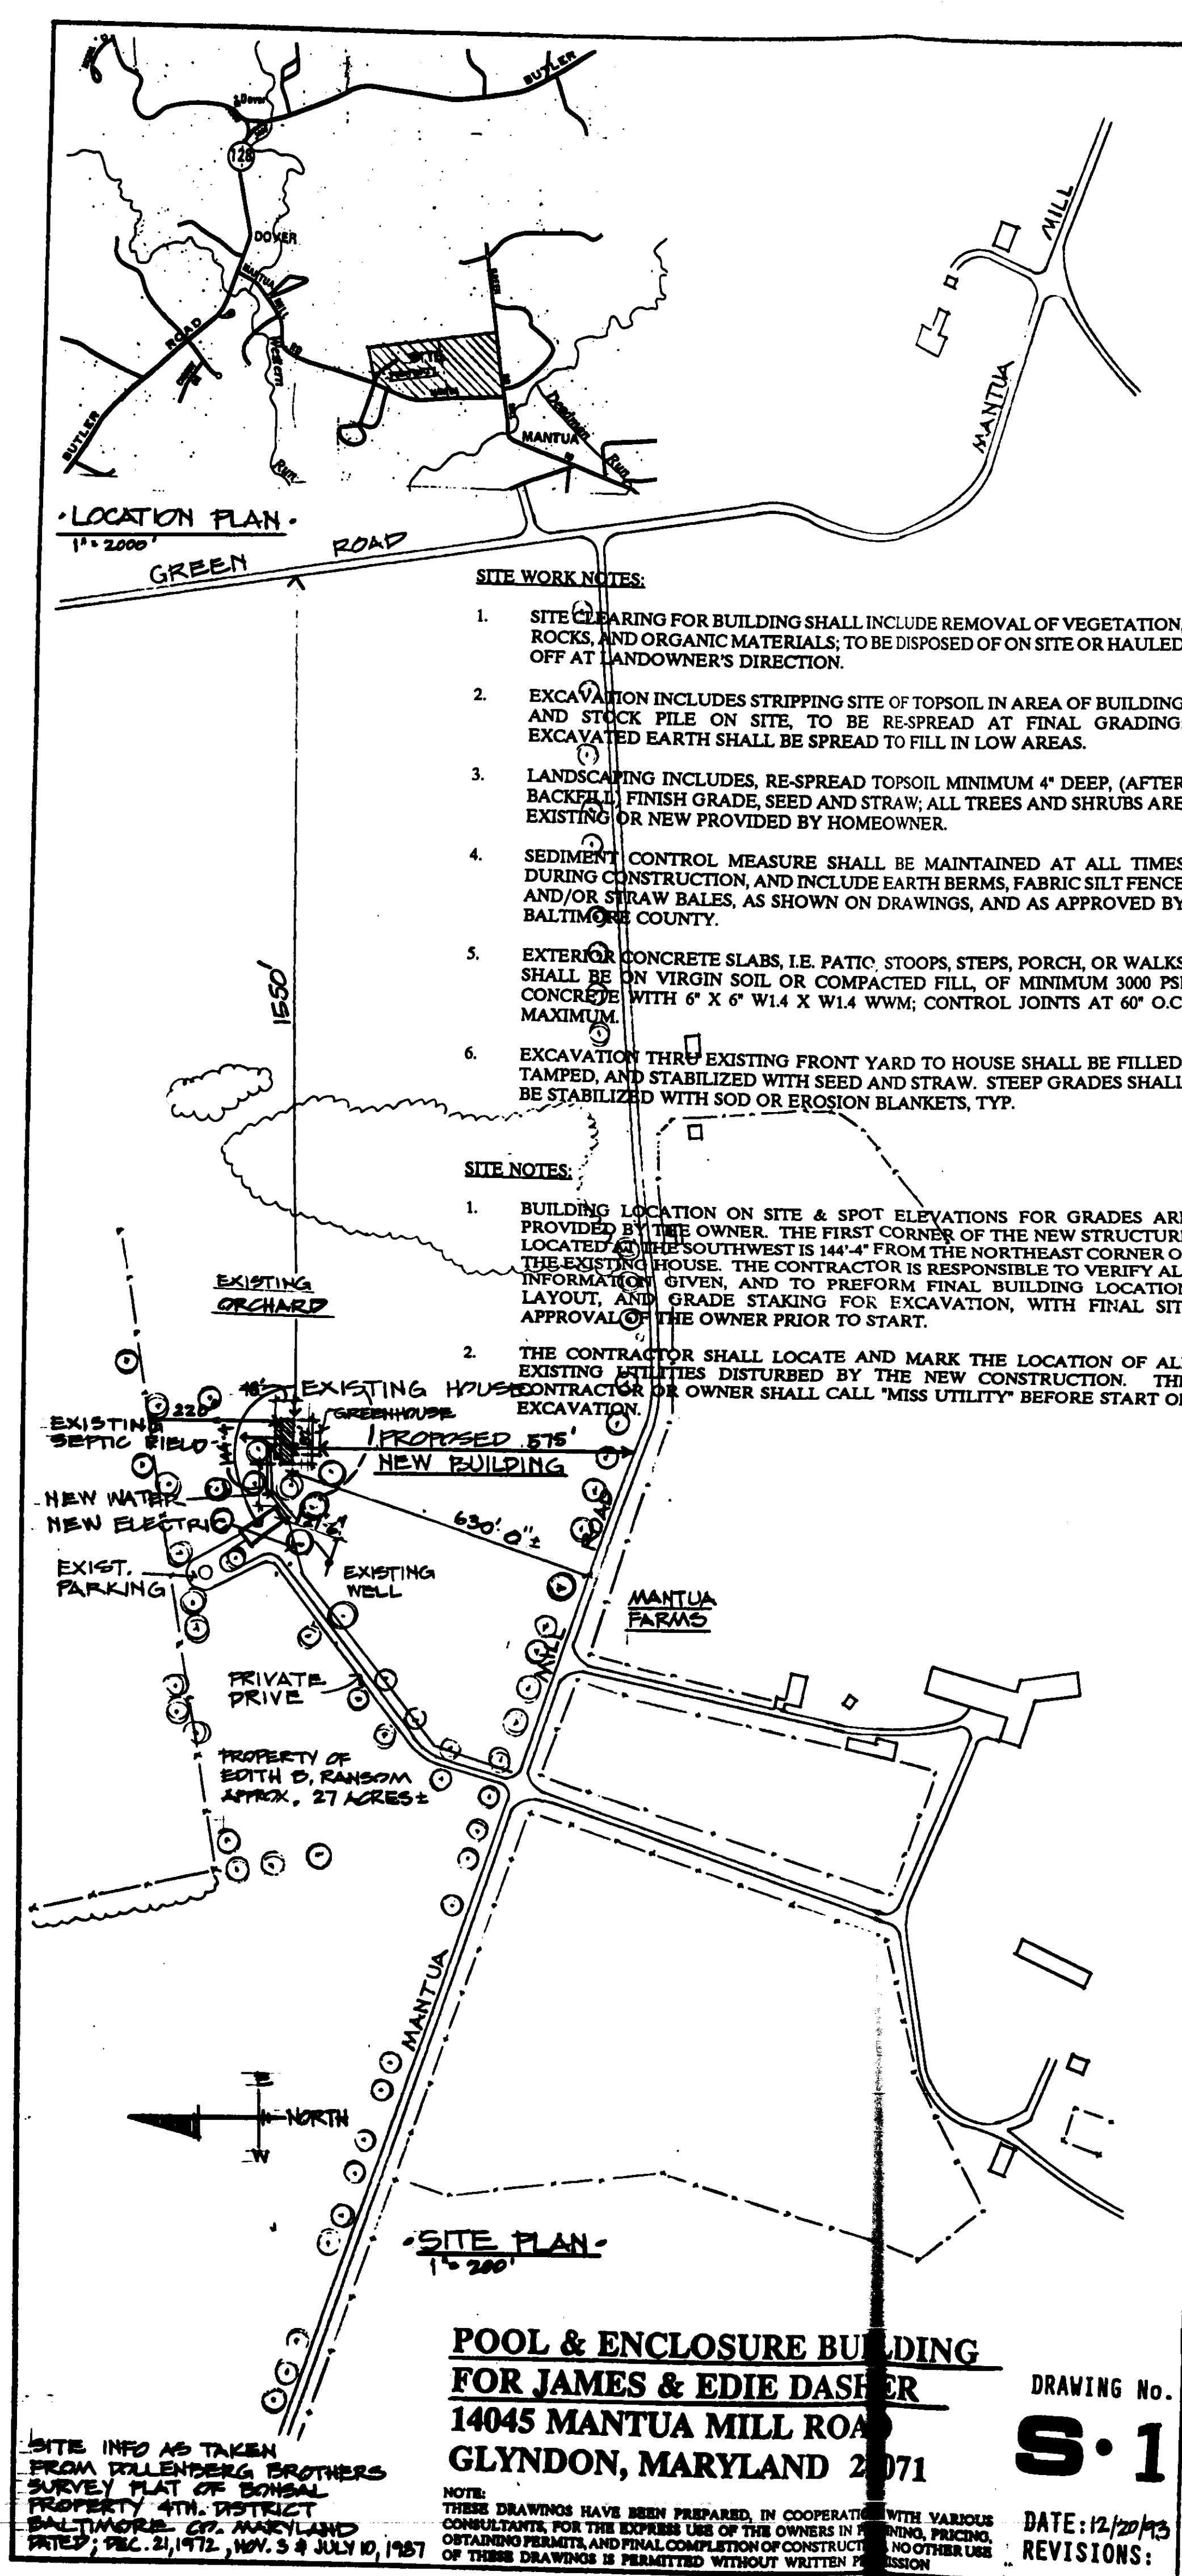 BUTLER
Dover
128
DOVER
MANTUA
MILL
RD
ROAD
Western
Run
BUTLER
SITE
MANTUA
Deadman
Run
MILL
MANTUA
• LOCATION PLAN •
1" = 2000'
GREEN ROAD
SITE WORK NOTES:
1. SITE CLEARING FOR BUILDING SHALL INCLUDE REMOVAL OF VEGETATION,
ROCKS, AND ORGANIC MATERIALS; TO BE DISPOSED OF ON SITE OR HAULED
OFF AT LANDOWNER'S DIRECTION.
2. EXCAVATION INCLUDES STRIPPING SITE OF TOPSOIL IN AREA OF BUILDING
AND STOCK PILE ON SITE, TO BE RE-SPREAD AT FINAL GRADING;
EXCAVATED EARTH SHALL BE SPREAD TO FILL IN LOW AREAS.
3. LANDSCAPING INCLUDES, RE-SPREAD TOPSOIL MINIMUM 4" DEEP, (AFTER
BACKFILL) FINISH GRADE, SEED AND STRAW; ALL TREES AND SHRUBS ARE
EXISTING OR NEW PROVIDED BY HOMEOWNER.
4. SEDIMENT CONTROL MEASURE SHALL BE MAINTAINED AT ALL TIMES
DURING CONSTRUCTION, AND INCLUDE EARTH BERMS, FABRIC SILT FENCE
AND/OR STRAW BALES, AS SHOWN ON DRAWINGS, AND AS APPROVED BY
BALTIMORE COUNTY.
5. EXTERIOR CONCRETE SLABS, I.E. PATIO, STOOPS, STEPS, PORCH, OR WALKS
SHALL BE ON VIRGIN SOIL OR COMPACTED FILL, OF MINIMUM 3000 PSI
CONCRETE WITH 6" X 6" W1.4 X W1.4 WWM; CONTROL JOINTS AT 60" O.C
MAXIMUM.
6. EXCAVATION THRU EXISTING FRONT YARD TO HOUSE SHALL BE FILLED
TAMPED, AND STABILIZED WITH SEED AND STRAW. STEEP GRADES SHALL
BE STABILIZED WITH SOD OR EROSION BLANKETS, TYP.
1550'
SITE NOTES:
1. BUILDING LOCATION ON SITE & SPOT ELEVATIONS FOR GRADES AR
PROVIDED BY THE OWNER. THE FIRST CORNER OF THE NEW STRUCTUR
LOCATED AT THE SOUTHWEST IS 144'-4" FROM THE NORTHEAST CORNER O
THE EXISTING HOUSE. THE CONTRACTOR IS RESPONSIBLE TO VERIFY AL
INFORMATION GIVEN, AND TO PREFORM FINAL BUILDING LOCATION
LAYOUT, AND GRADE STAKING FOR EXCAVATION, WITH FINAL SIT
APPROVAL OF THE OWNER PRIOR TO START.
2. THE CONTRACTOR SHALL LOCATE AND MARK THE LOCATION OF AL
EXISTING UTILITIES DISTURBED BY THE NEW CONSTRUCTION. TH
CONTRACTOR OR OWNER SHALL CALL "MISS UTILITY" BEFORE START O
EXCAVATION.
EXISTING
ORCHARD
EXISTING HOUSE
GREENHOUSE
EXISTING
SEPTIC FIELD
144'-4"
PROPOSED 575'
NEW BUILDING
NEW WATER
NEW ELECTRIC
630'-0"±
ROAD
EXIST.
PARKING
EXISTING
WELL
MANTUA
FARMS
MILL
PRIVATE
DRIVE
PROPERTY OF
EDITH B. RANSOM
APPROX. 27 ACRES ±
MANTUA
E
NORTH
W
• SITE PLAN •
1" = 200'
POOL & ENCLOSURE BUILDING
FOR JAMES & EDIE DASHER
14045 MANTUA MILL ROAD
GLYNDON, MARYLAND 21071
DRAWING No.
S•1
SITE INFO AS TAKEN
FROM DOLLENBERG BROTHERS
SURVEY PLAT OF BONSAL
PROPERTY 4TH. DISTRICT
BALTIMORE CO. MARYLAND
DATED; DEC. 21, 1972, NOV. 3 & JULY 10, 1987
NOTE:
THESE DRAWINGS HAVE BEEN PREPARED, IN COOPERATION WITH VARIOUS
CONSULTANTS, FOR THE EXPRESS USE OF THE OWNERS IN PLANNING, PRICING,
OBTAINING PERMITS, AND FINAL COMPLETION OF CONSTRUCTION. NO OTHER USE
OF THESE DRAWINGS IS PERMITTED WITHOUT WRITTEN PERMISSION
DATE: 12/20/93
REVISIONS: